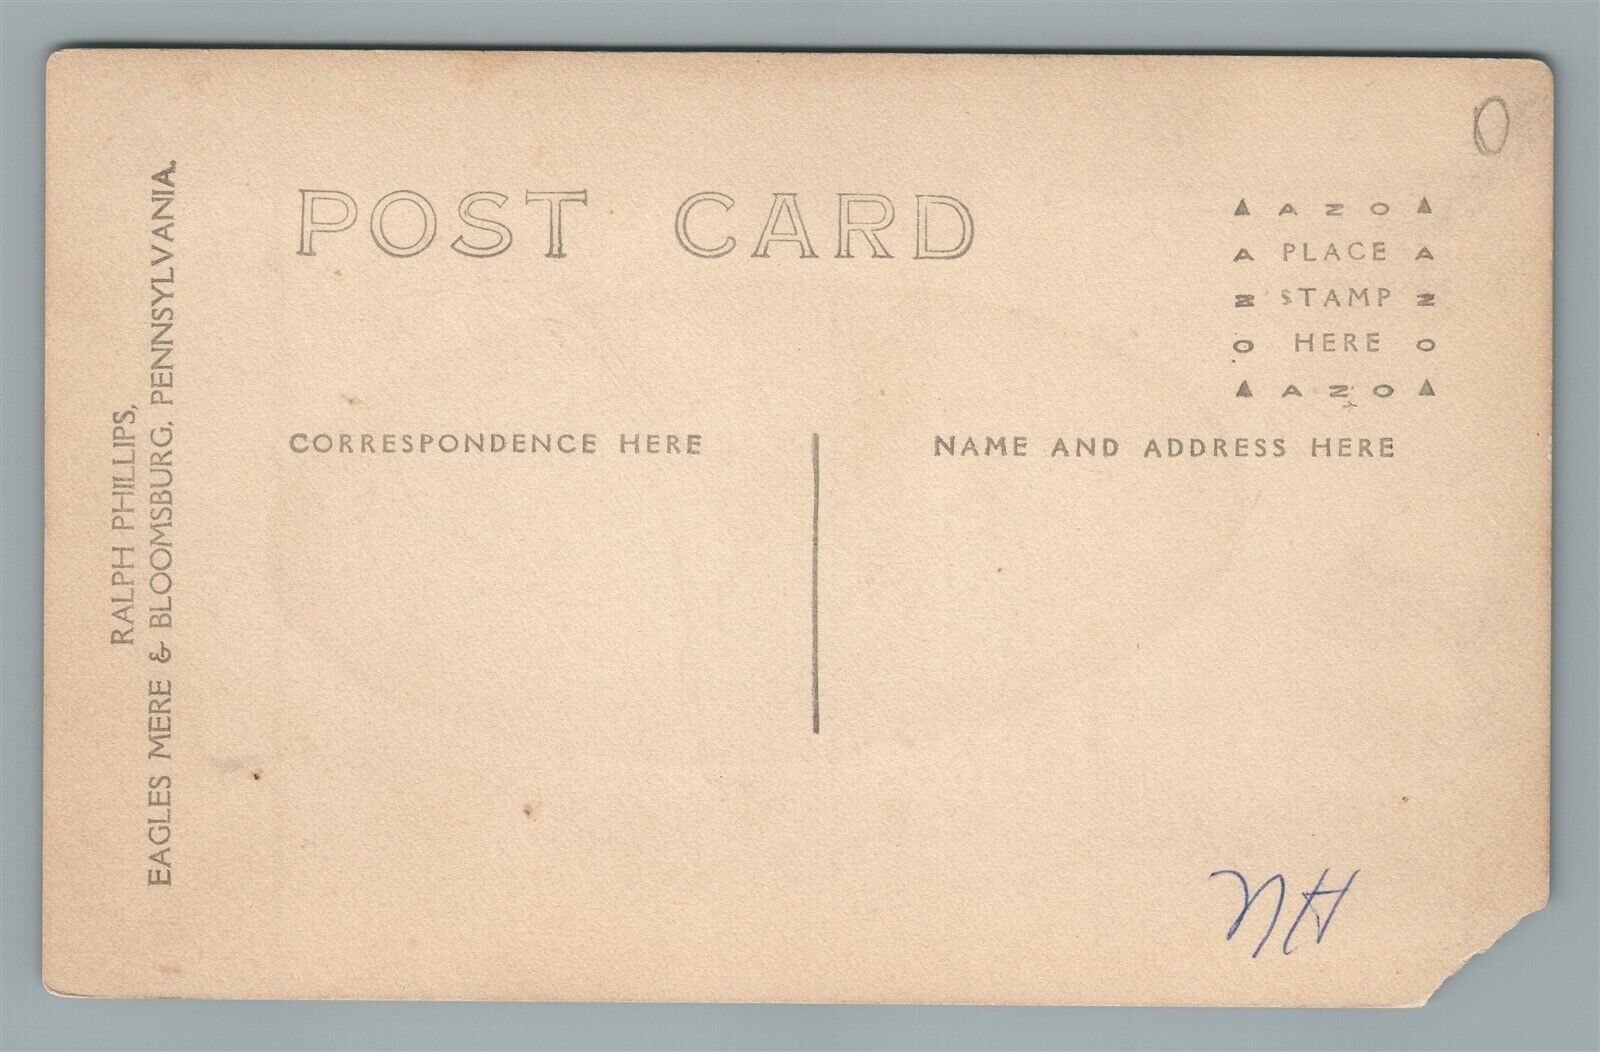 RALPH PHILLIPS,
EAGLES MERE & BLOOMSBURG, PENNSYLVANIA.
POST CARD
AZO
A PLACE A
Z STAMP Z
O HERE O
AZO
CORRESPONDENCE HERE
NAME AND ADDRESS HERE
NH
O